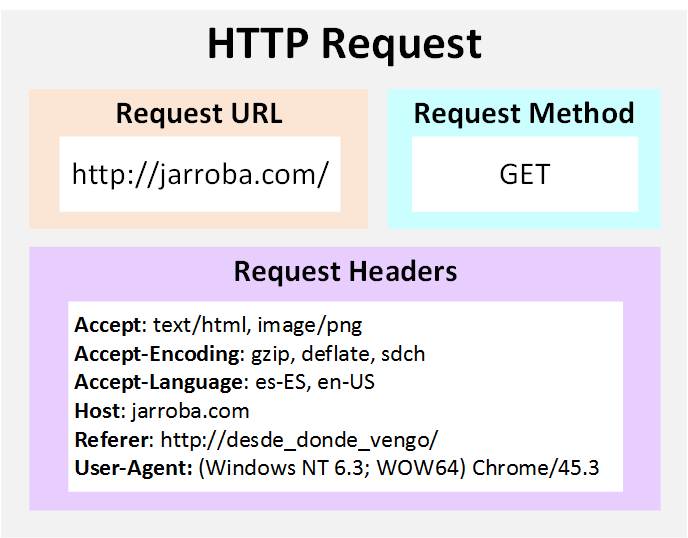 HTTP Request
Request URL
http://jarroba.com/
Request Method
GET
Request Headers
Accept: text/html, image/png
Accept-Encoding: gzip, deflate, sdch
Accept-Language: es-ES, en-US
Host: jarroba.com
Referer: http://desde_donde_vengo/
User-Agent: (Windows NT 6.3; WOW64) Chrome/45.3